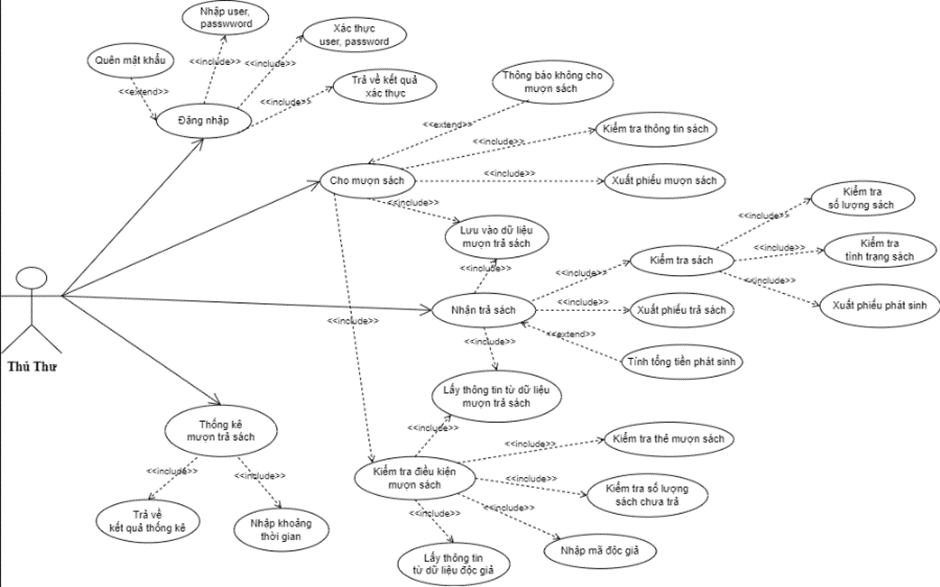 Nhập user,
passwword
Xác thực
user, password
Quên mật khẩu
<<include>>
<<include>>
<<extend>>
Trả về kết quả
xác thực
<<include>>
Đăng nhập
Thông báo không cho
mượn sách
<<extend>>
Kiểm tra thông tin sách
<<include>>
Cho mượn sách
<<include>>
Xuất phiếu mượn sách
<<include>>
Kiểm tra
số lượng sách
<<include>>
Lưu vào dữ liệu
mượn trả sách
Kiểm tra
tình trạng sách
<<include>>
Kiểm tra sách
<<include>>
<<include>>
<<include>>
Xuất phiếu phát sinh
Nhận trả sách
<<include>>
Xuất phiếu trả sách
<<include>>
<<extend>>
<<include>>
Tính tổng tiền phát sinh
Thủ Thư
Lấy thông tin từ dữ liệu
mượn trả sách
Thống kê
mượn trả sách
<<include>>
Kiểm tra thẻ mượn sách
<<include>>
Kiểm tra điều kiện
mượn sách
<<include>>
<<include>>
<<include>>
Kiểm tra số lượng
sách chưa trả
<<include>>
<<include>>
Trả về
kết quả thống kê
Nhập khoảng
thời gian
Nhập mã độc giả
Lấy thông tin
từ dữ liệu độc giả